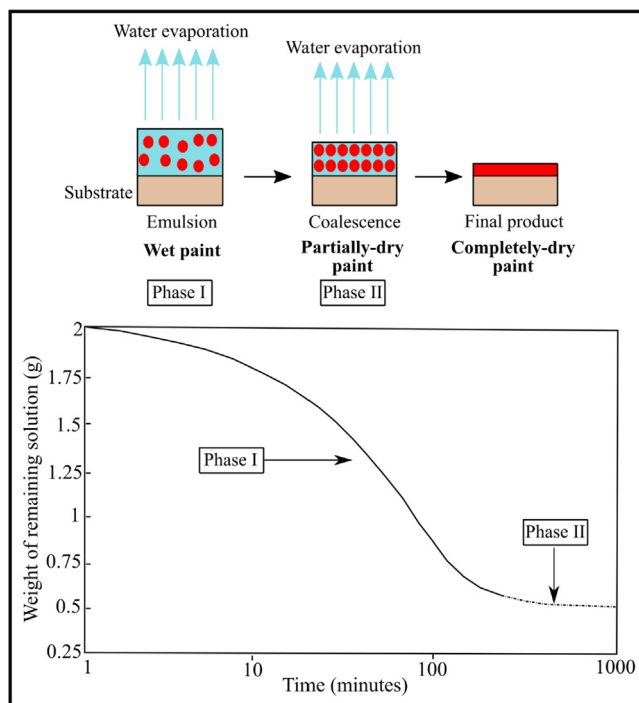 Water evaporation
Water evaporation
Substrate
Emulsion
Coalescence
Final product
Wet paint
Partially-dry
paint
Completely-dry
paint
Phase I
Phase II
Weight of remaining solution (g)
2
1.75
1.5
1.25
1
0.75
0.5
0.25
Phase I
Phase II
1
10
100
1000
Time (minutes)